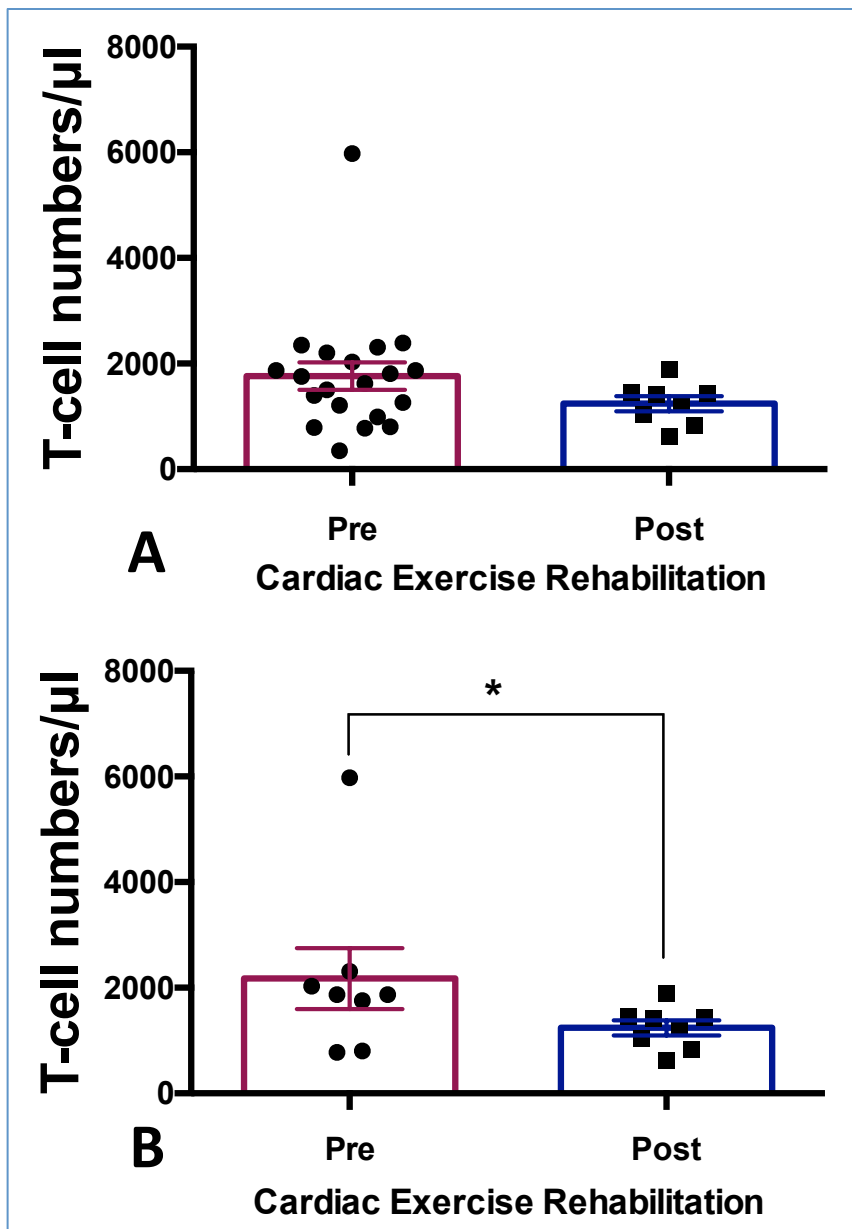 T-cell numbers/µl
8000
6000
4000
2000
0
Pre
Post
A
Cardiac Exercise Rehabilitation
T-cell numbers/µl
8000
6000
4000
2000
0
*
Pre
Post
B
Cardiac Exercise Rehabilitation